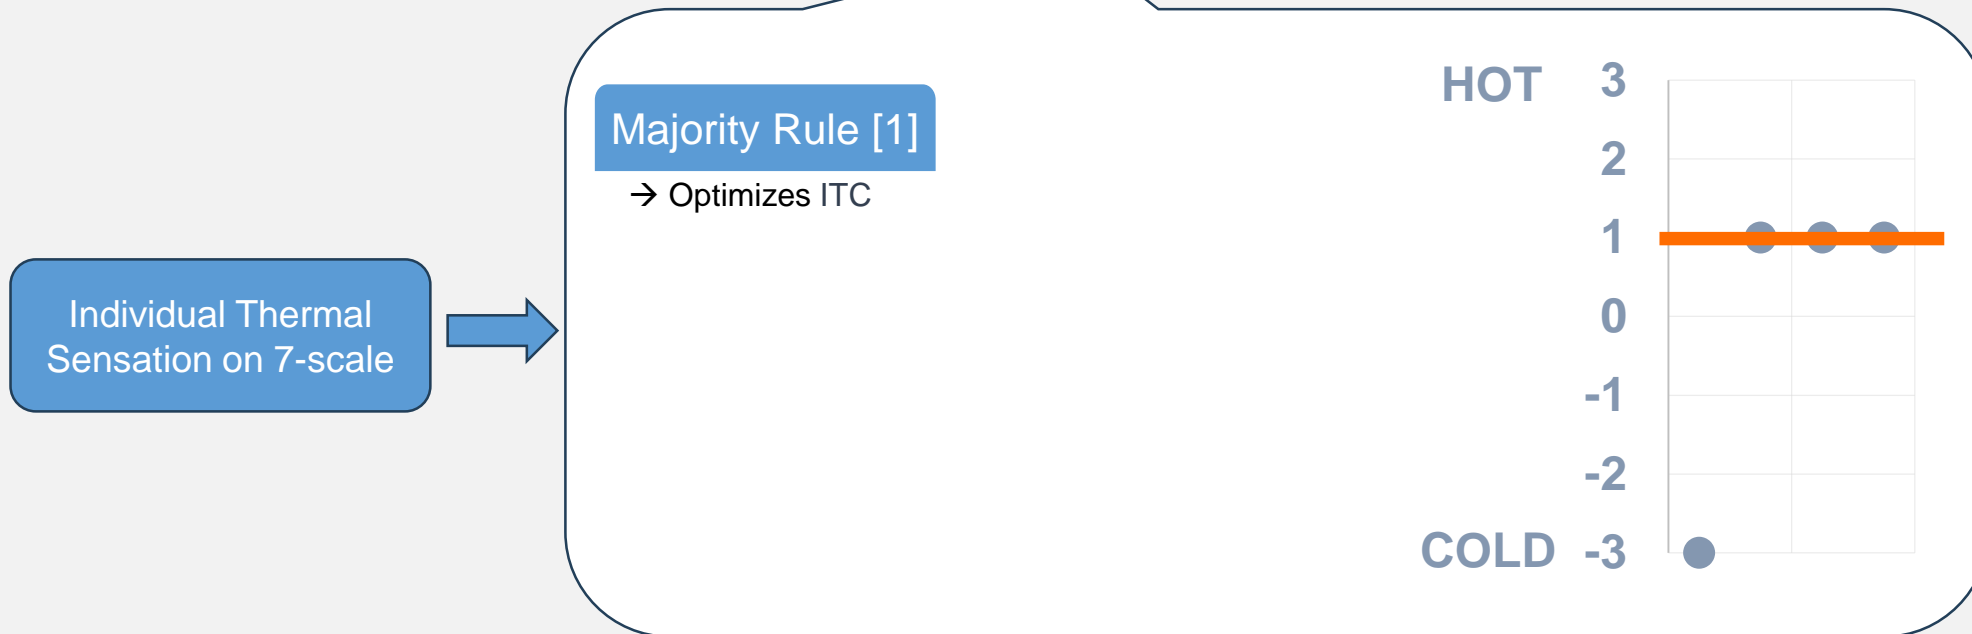 Majority Rule [1]
→ Optimizes ITC
Individual Thermal
Sensation on 7-scale
HOT 3
2
1
0
-1
-2
COLD -3